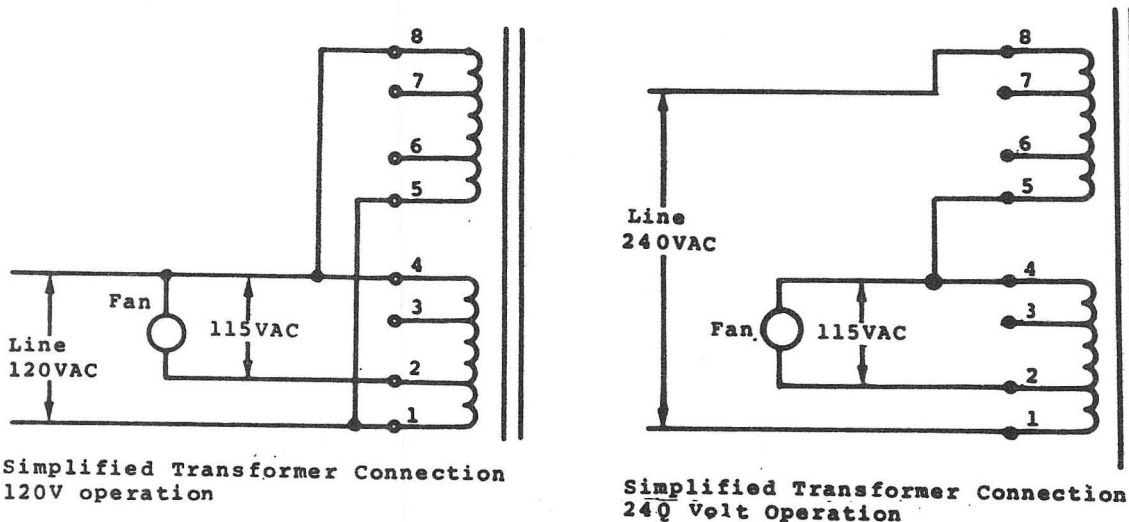 8
7
6
5
4
3
2
1
Fan
115VAC
Line
120VAC
Simplified Transformer Connection
120V operation
8
7
6
5
4
3
2
1
Line
240VAC
Fan
115VAC
Simplified Transformer Connection
240 Volt Operation